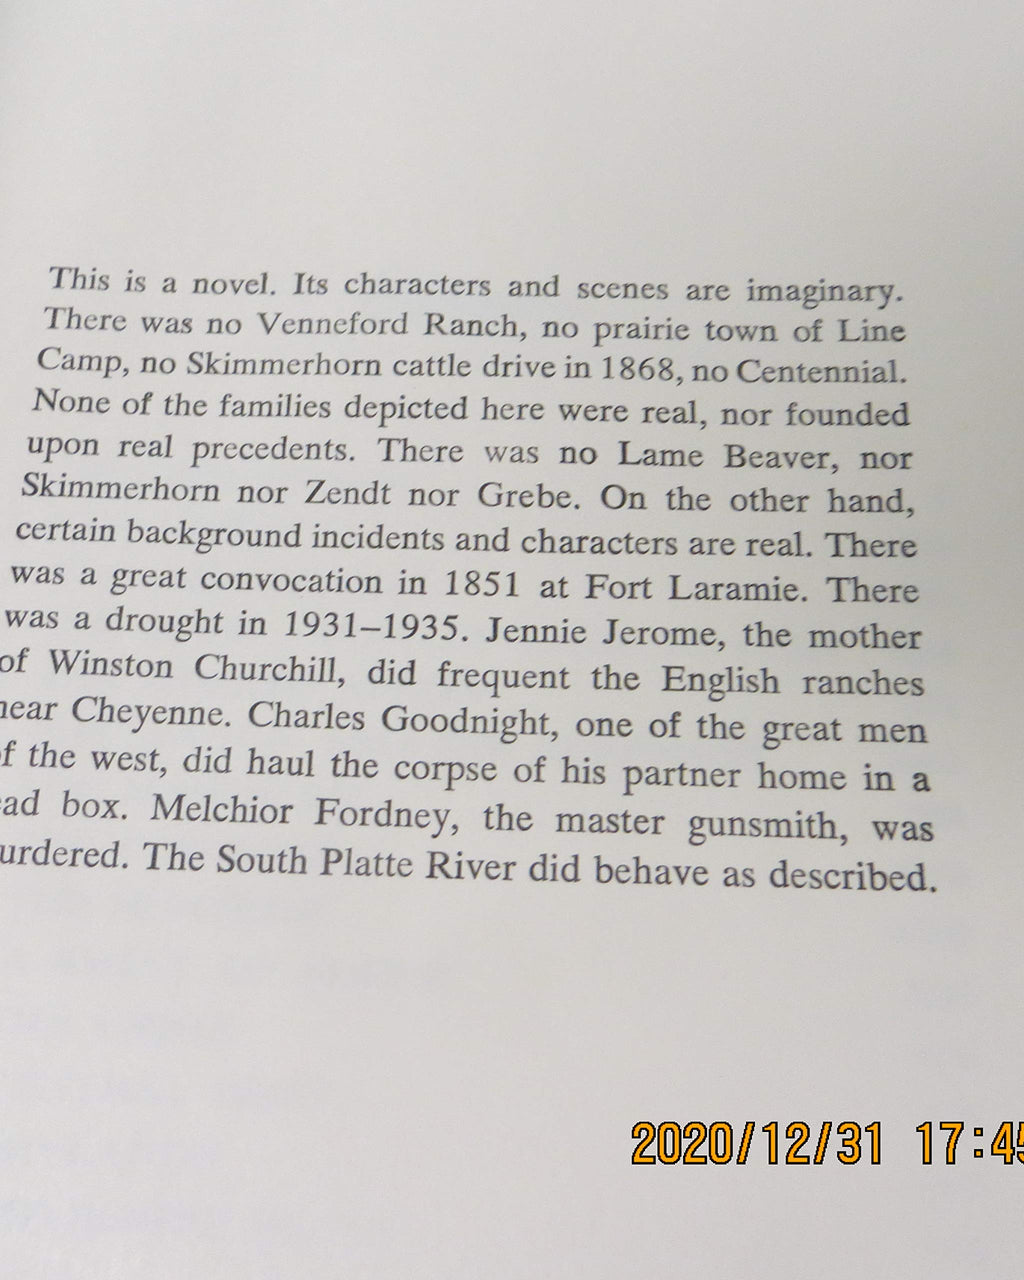 This is a novel. Its characters and scenes are imaginary.
There was no Venneford Ranch, no prairie town of Line
Camp, no Skimmerhorn cattle drive in 1868, no Centennial.
None of the families depicted here were real, nor founded
upon real precedents. There was no Lame Beaver, nor
Skimmerhorn nor Zendt nor Grebe. On the other hand,
certain background incidents and characters are real. There
was a great convocation in 1851 at Fort Laramie. There
was a drought in 1931–1935. Jennie Jerome, the mother
of Winston Churchill, did frequent the English ranches
near Cheyenne. Charles Goodnight, one of the great men
of the west, did haul the corpse of his partner home in a
ead box. Melchior Fordney, the master gunsmith, was
urdered. The South Platte River did behave as described.
2020/12/31 17:45